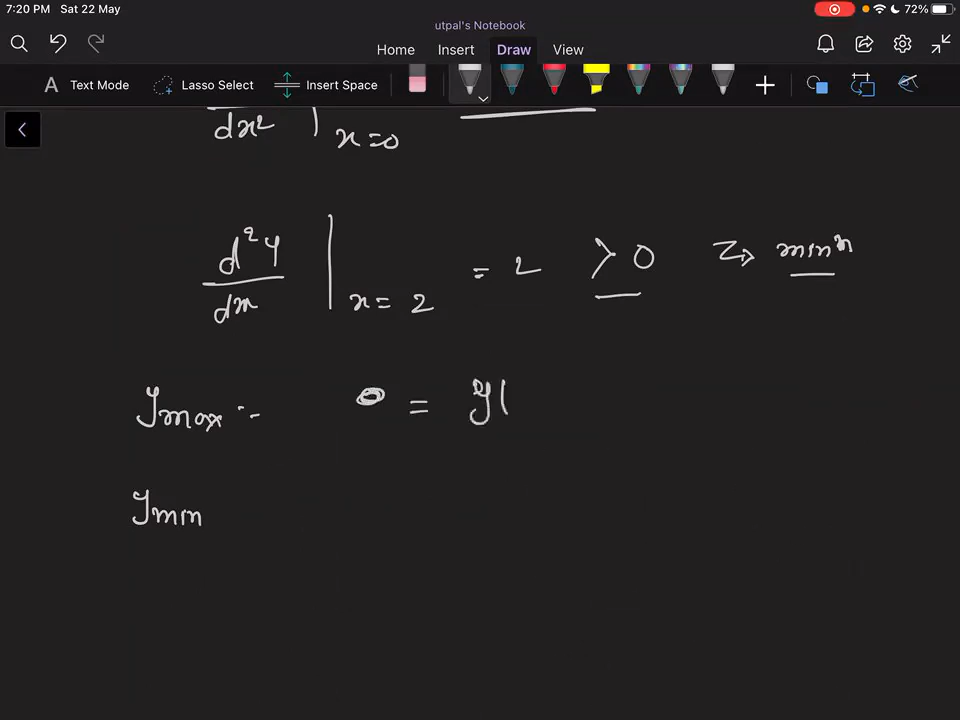 7:20 PM Sat 22 May
72%
utpal's Notebook
Home Insert Draw View
Text Mode Lasso Select Insert Space
dx² | x=0
d²y
dx | x= 2 = 2 > 0 → minm
ymax :- = y(
ymin